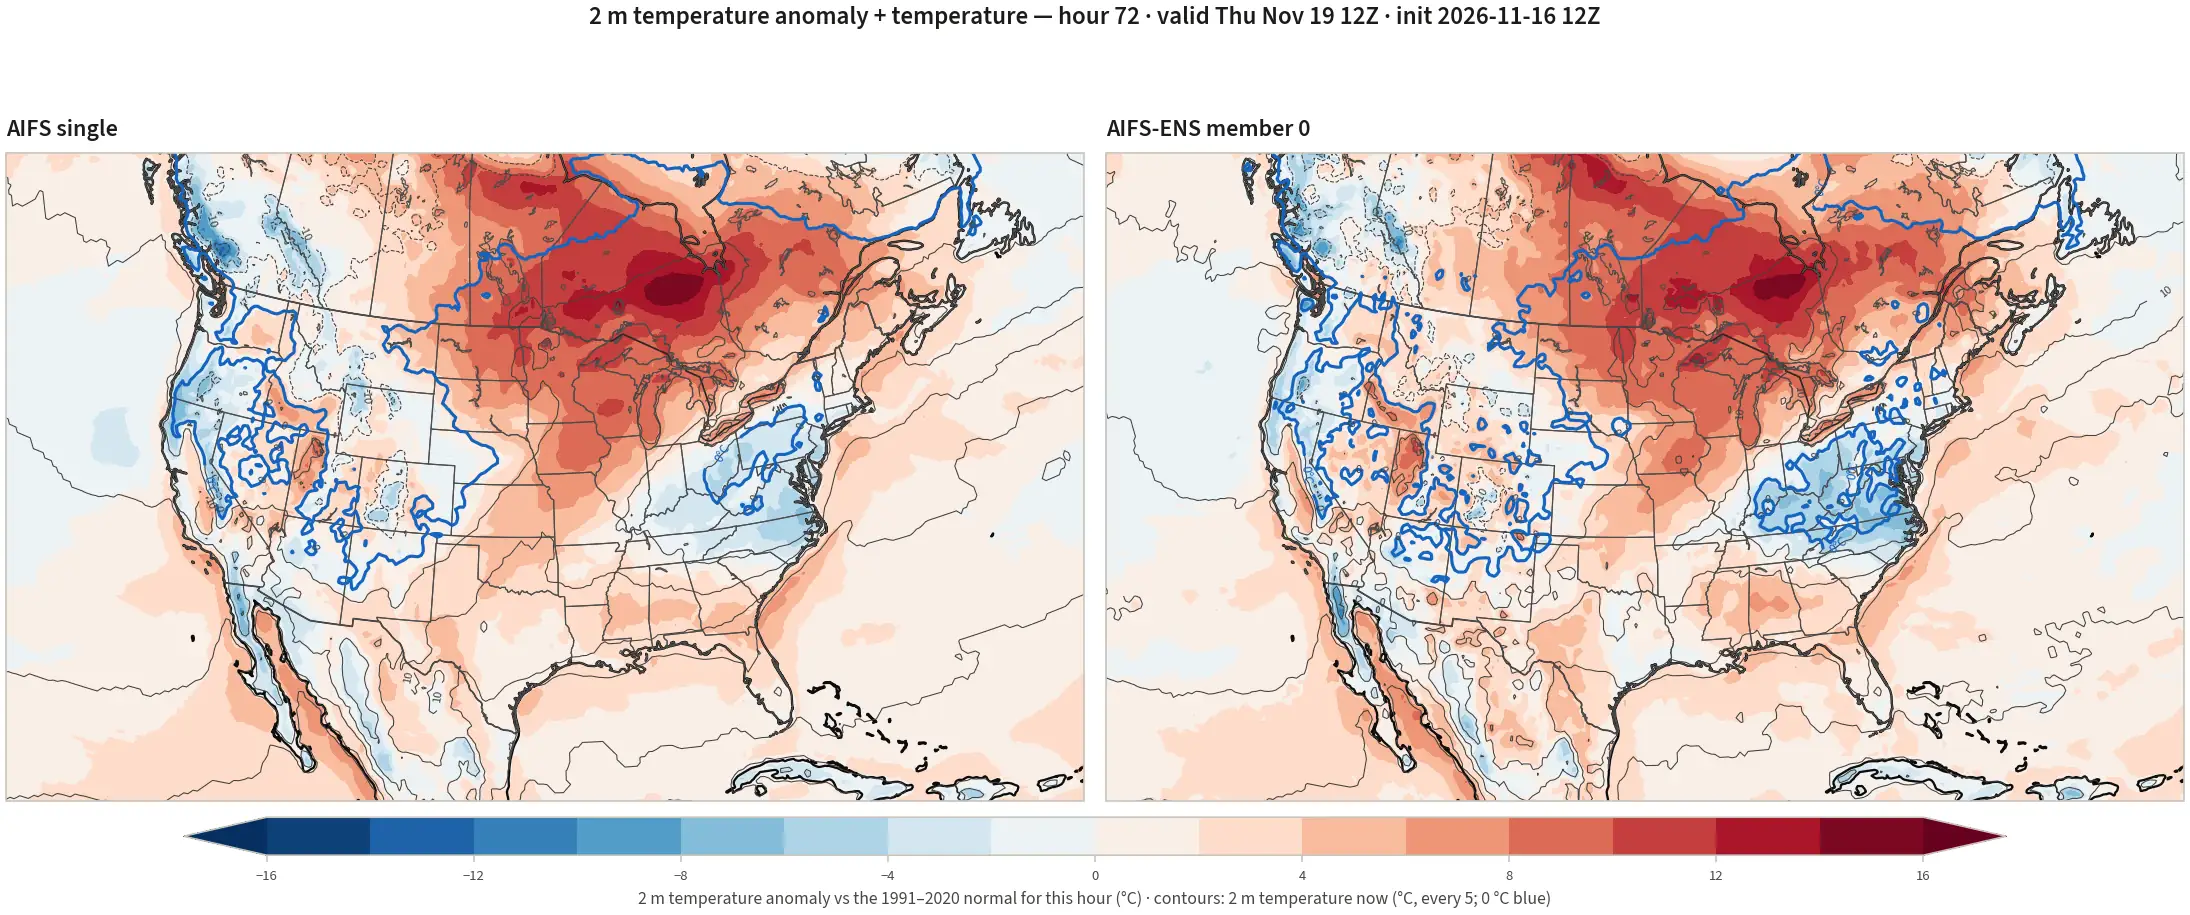 2 m temperature anomaly + temperature — hour 72 · valid Thu Nov 19 12Z · init 2026-11-16 12Z
AIFS single
AIFS-ENS member 0
−16
−12
−8
−4
0
4
8
12
16
2 m temperature anomaly vs the 1991–2020 normal for this hour (°C) · contours: 2 m temperature now (°C, every 5; 0 °C blue)